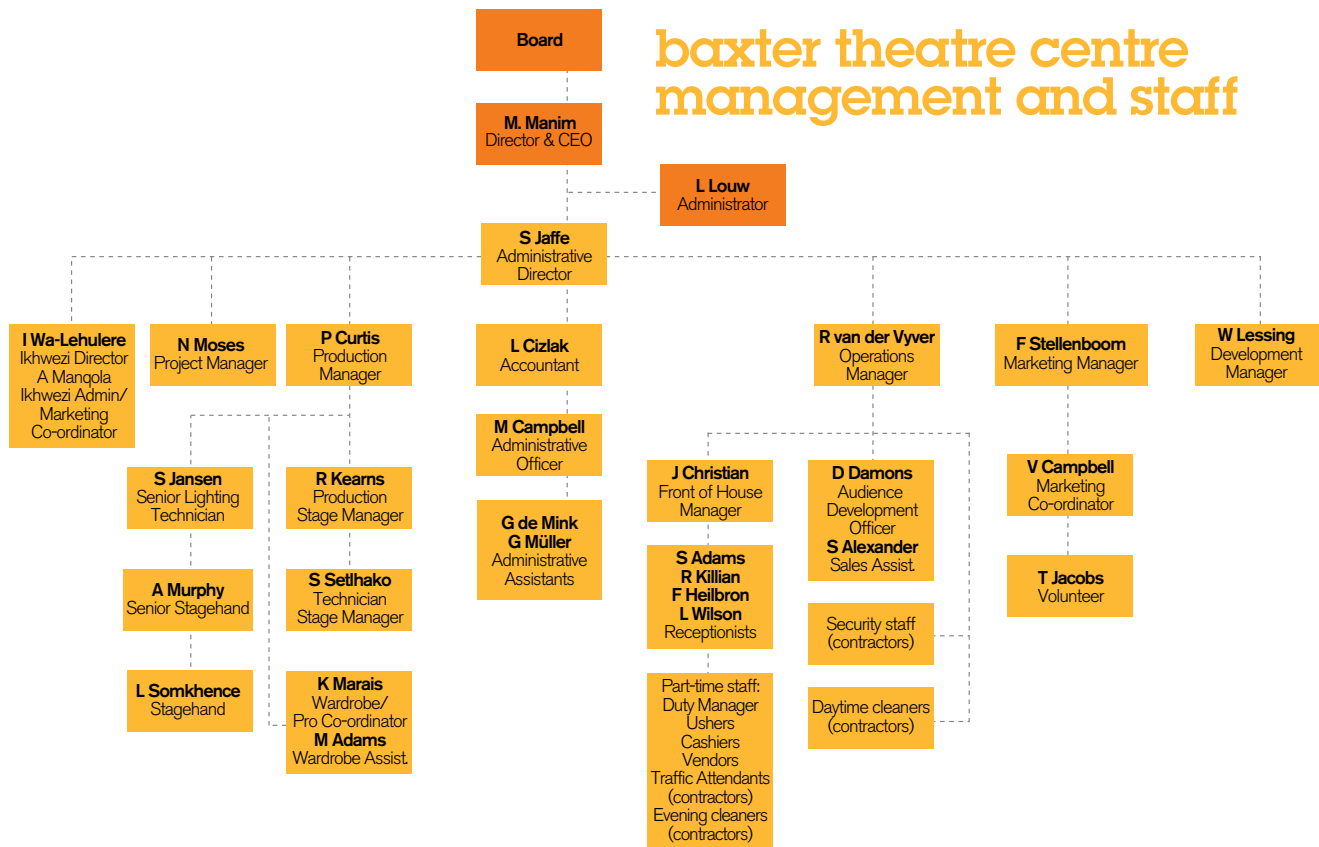 baxter theatre centre
management and staff
Board
M. Manim
Director & CEO
L Louw
Administrator
S Jaffe
Administrative
Director
I Wa-Lehulere
Ikhwezi Director
A Manqola
Ikhwezi Admin/
Marketing
Co-ordinator
N Moses
Project Manager
P Curtis
Production
Manager
L Cizlak
Accountant
R van der Vyver
Operations
Manager
F Stellenboom
Marketing Manager
W Lessing
Development
Manager
S Jansen
Senior Lighting
Technician
R Kearns
Production
Stage Manager
A Murphy
Senior Stagehand
S Setlhako
Technician
Stage Manager
L Somkhence
Stagehand
K Marais
Wardrobe/
Pro Co-ordinator
M Adams
Wardrobe Assist.
M Campbell
Administrative
Officer
G de Mink
G Müller
Administrative
Assistants
J Christian
Front of House
Manager
S Adams
R Killian
F Heilbron
L Wilson
Receptionists
Part-time staff:
Duty Manager
Ushers
Cashiers
Vendors
Traffic Attendants
(contractors)
Evening cleaners
(contractors)
D Damons
Audience
Development
Officer
S Alexander
Sales Assist.
Security staff
(contractors)
Daytime cleaners
(contractors)
V Campbell
Marketing
Co-ordinator
T Jacobs
Volunteer